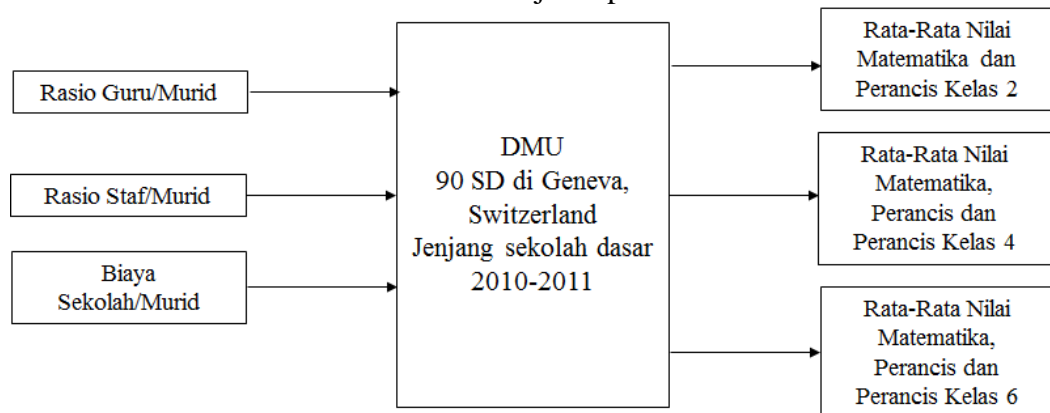 Rasio Guru/Murid
Rasio Staf/Murid
Biaya
Sekolah/Murid
DMU
90 SD di Geneva,
Switzerland
Jenjang sekolah dasar
2010-2011
Rata-Rata Nilai
Matematika dan
Perancis Kelas 2
Rata-Rata Nilai
Matematika,
Perancis dan
Perancis Kelas 4
Rata-Rata Nilai
Matematika,
Perancis dan
Perancis Kelas 6